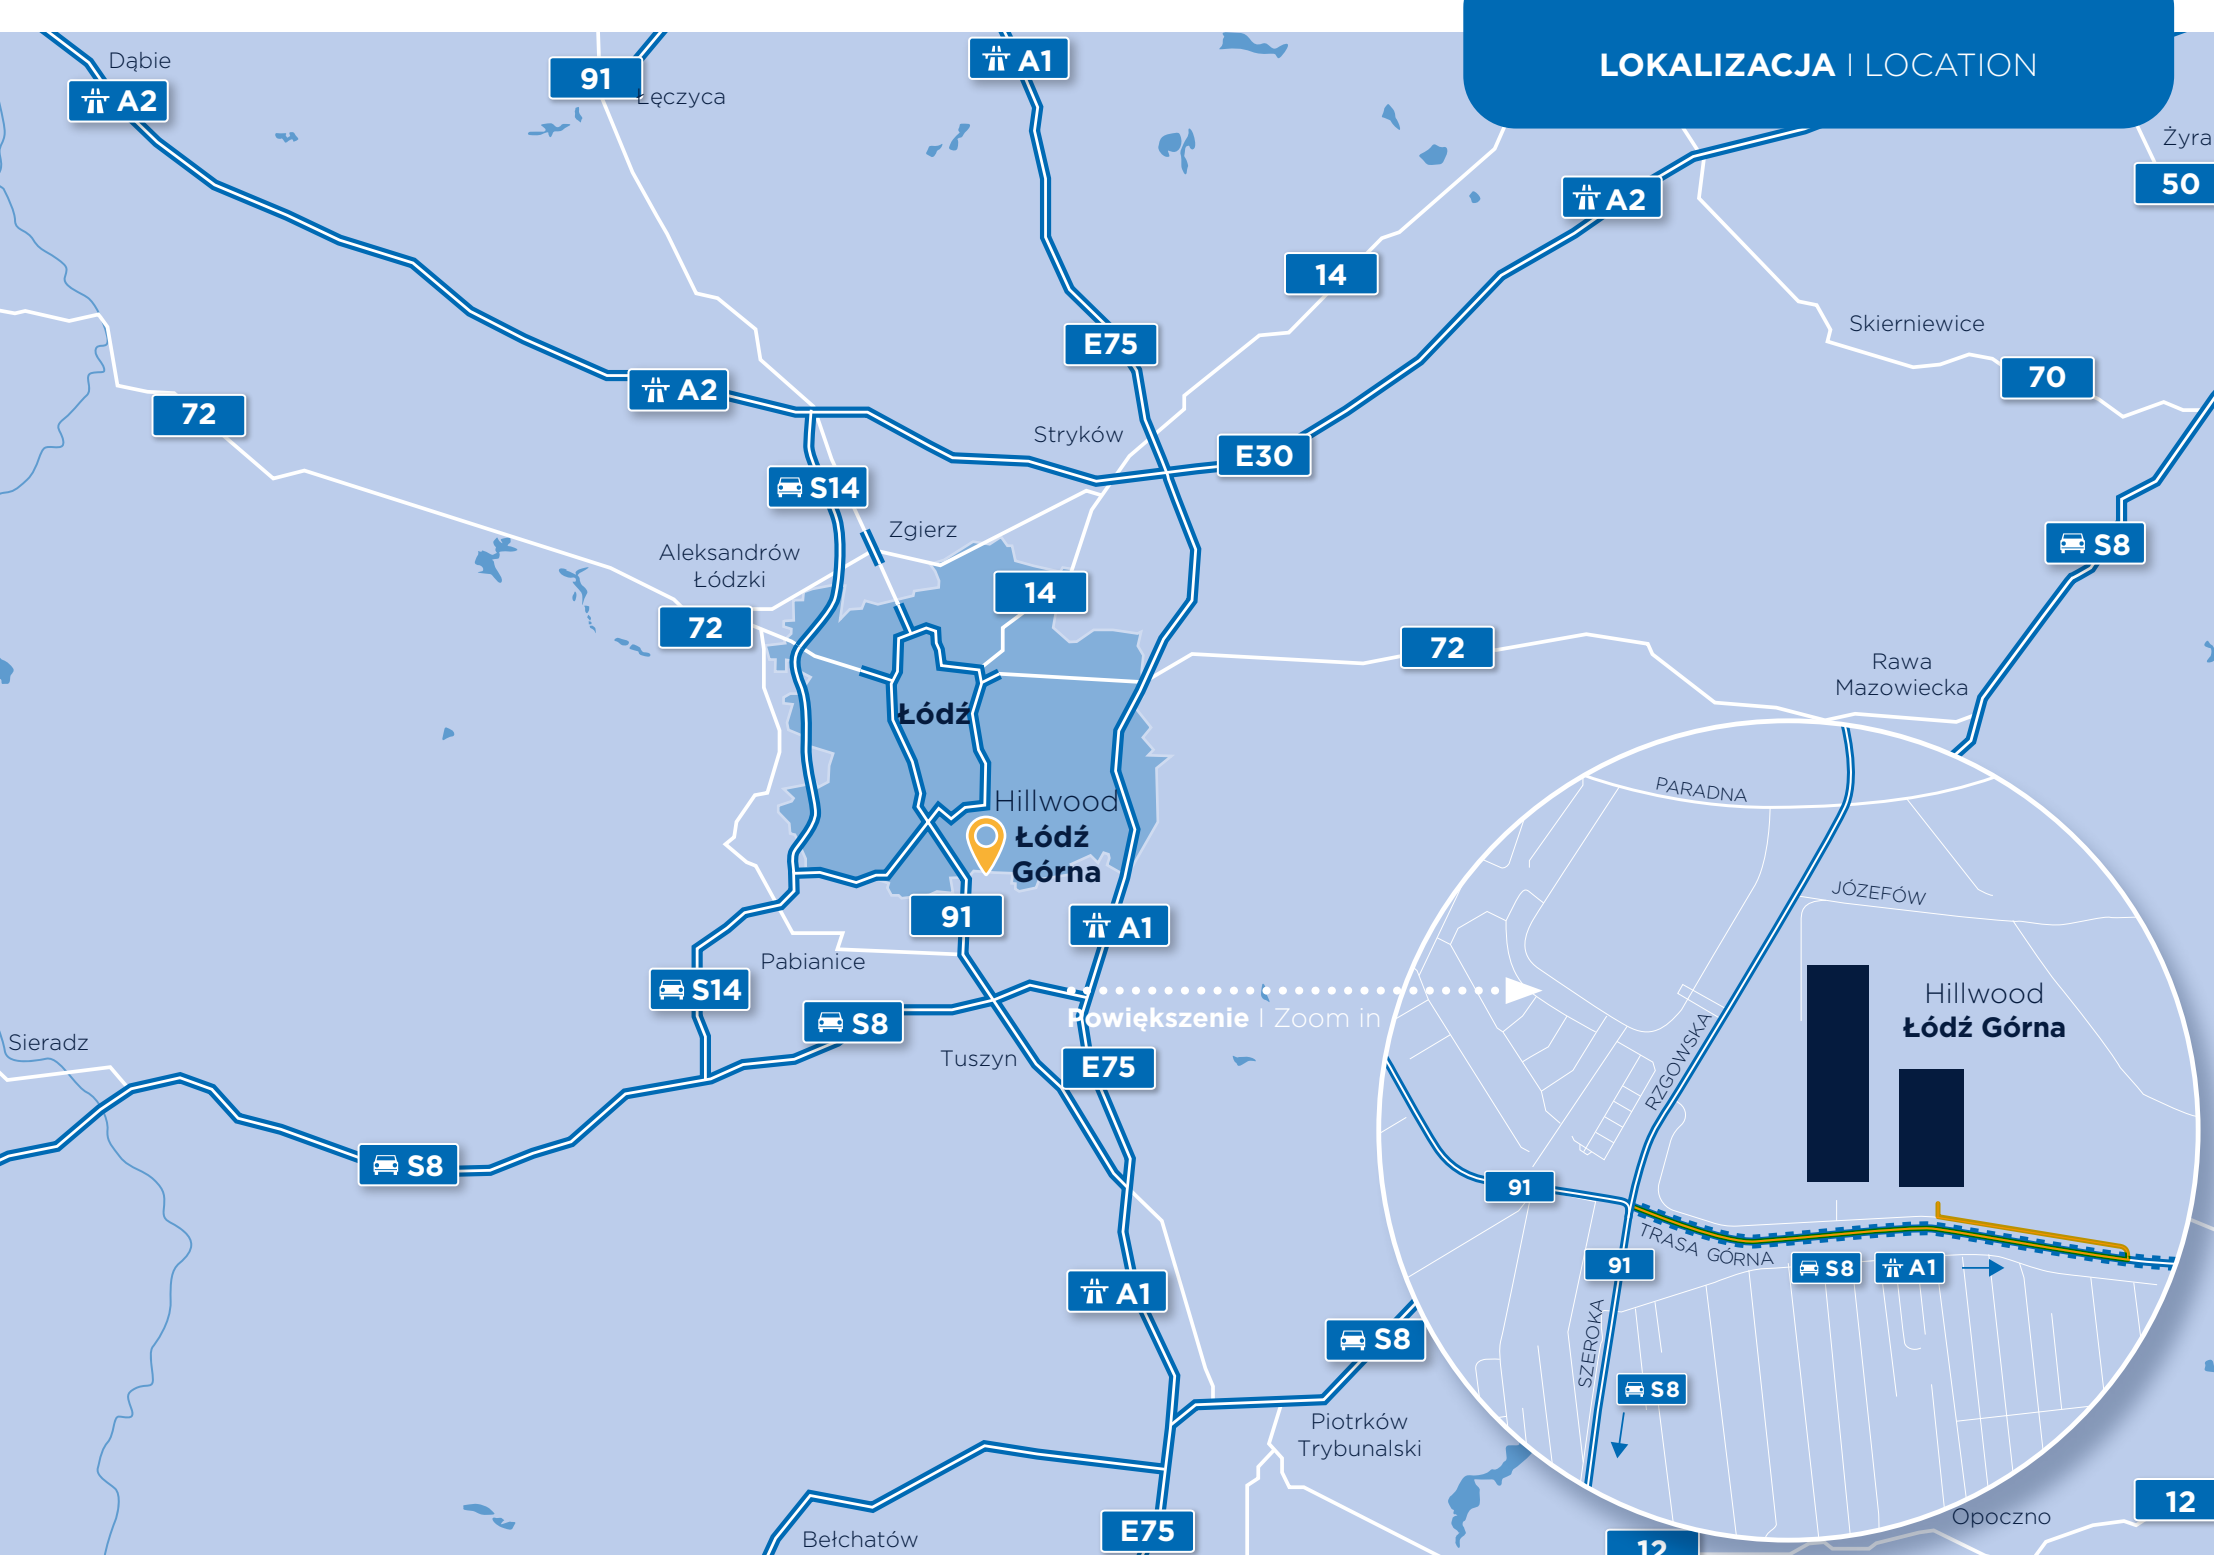 LOKALIZACJA | LOCATION
Dąbie
A2
91
Łęczyca
A1
Żyra
50
A2
14
E75
Skierniewice
70
A2
72
Stryków
E30
S14
Zgierz
S8
Aleksandrów
Łódzki
14
72
72
Rawa
Mazowiecka
Łódź
Hillwood
Łódź
Górna
PARADNA
JÓZEFÓW
91
A1
Pabianice
S14
S8
Powiększenie | Zoom in
Hillwood
Łódź Górna
RZGOWSKA
Sieradz
Tuszyn
E75
S8
91
TRASA GÓRNA
91
S8
A1
A1
S8
SZEROKA
S8
Piotrków
Trybunalski
E75
Bełchatów
12
Opoczno
12